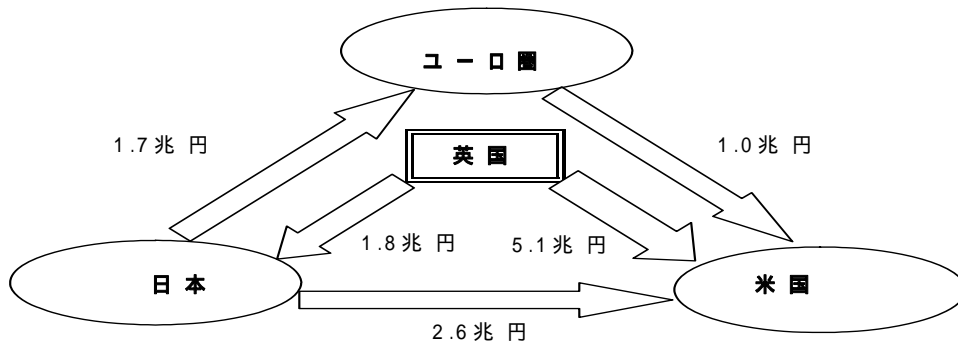 ユーロ圏
1.7兆円
英国
1.0兆円
1.8兆円
5.1兆円
日本
米国
2.6兆円